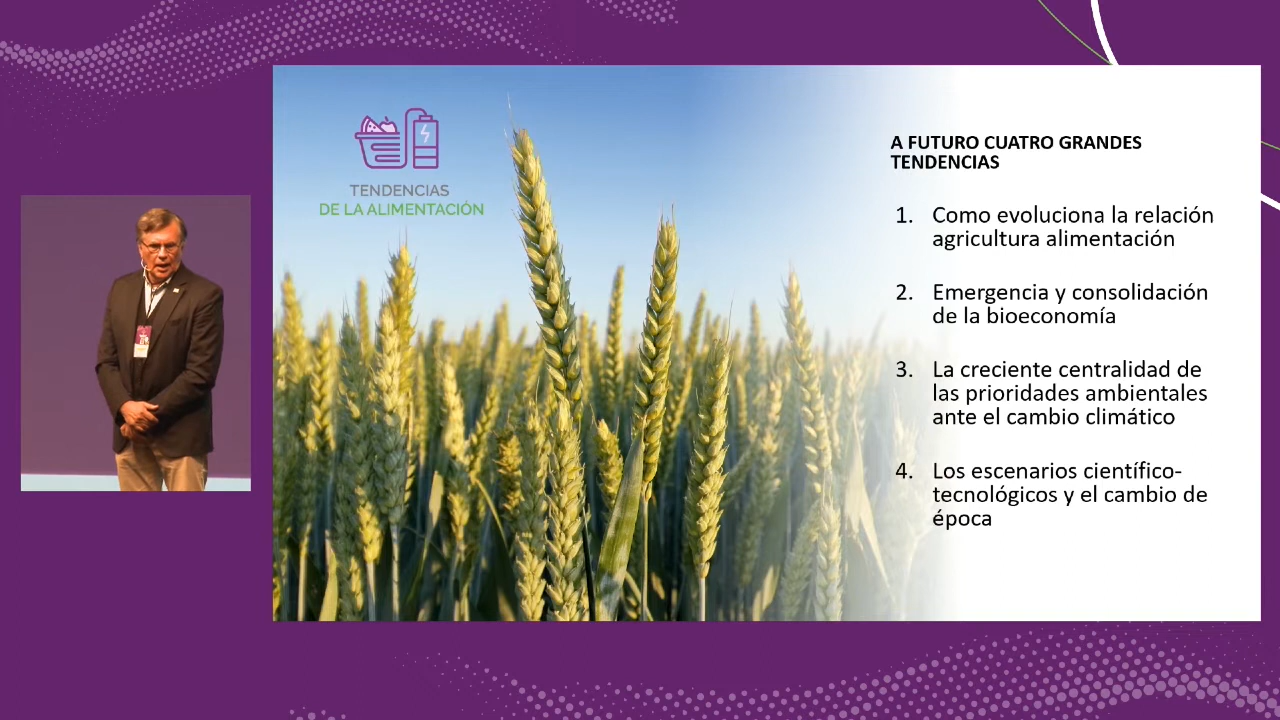 TENDENCIAS
DE LA ALIMENTACIÓN
A FUTURO CUATRO GRANDES
TENDENCIAS
1. Como evoluciona la relación
agricultura alimentación
2. Emergencia y consolidación
de la bioeconomía
3. La creciente centralidad de
las prioridades ambientales
ante el cambio climático
4. Los escenarios científico-
tecnológicos y el cambio de
época